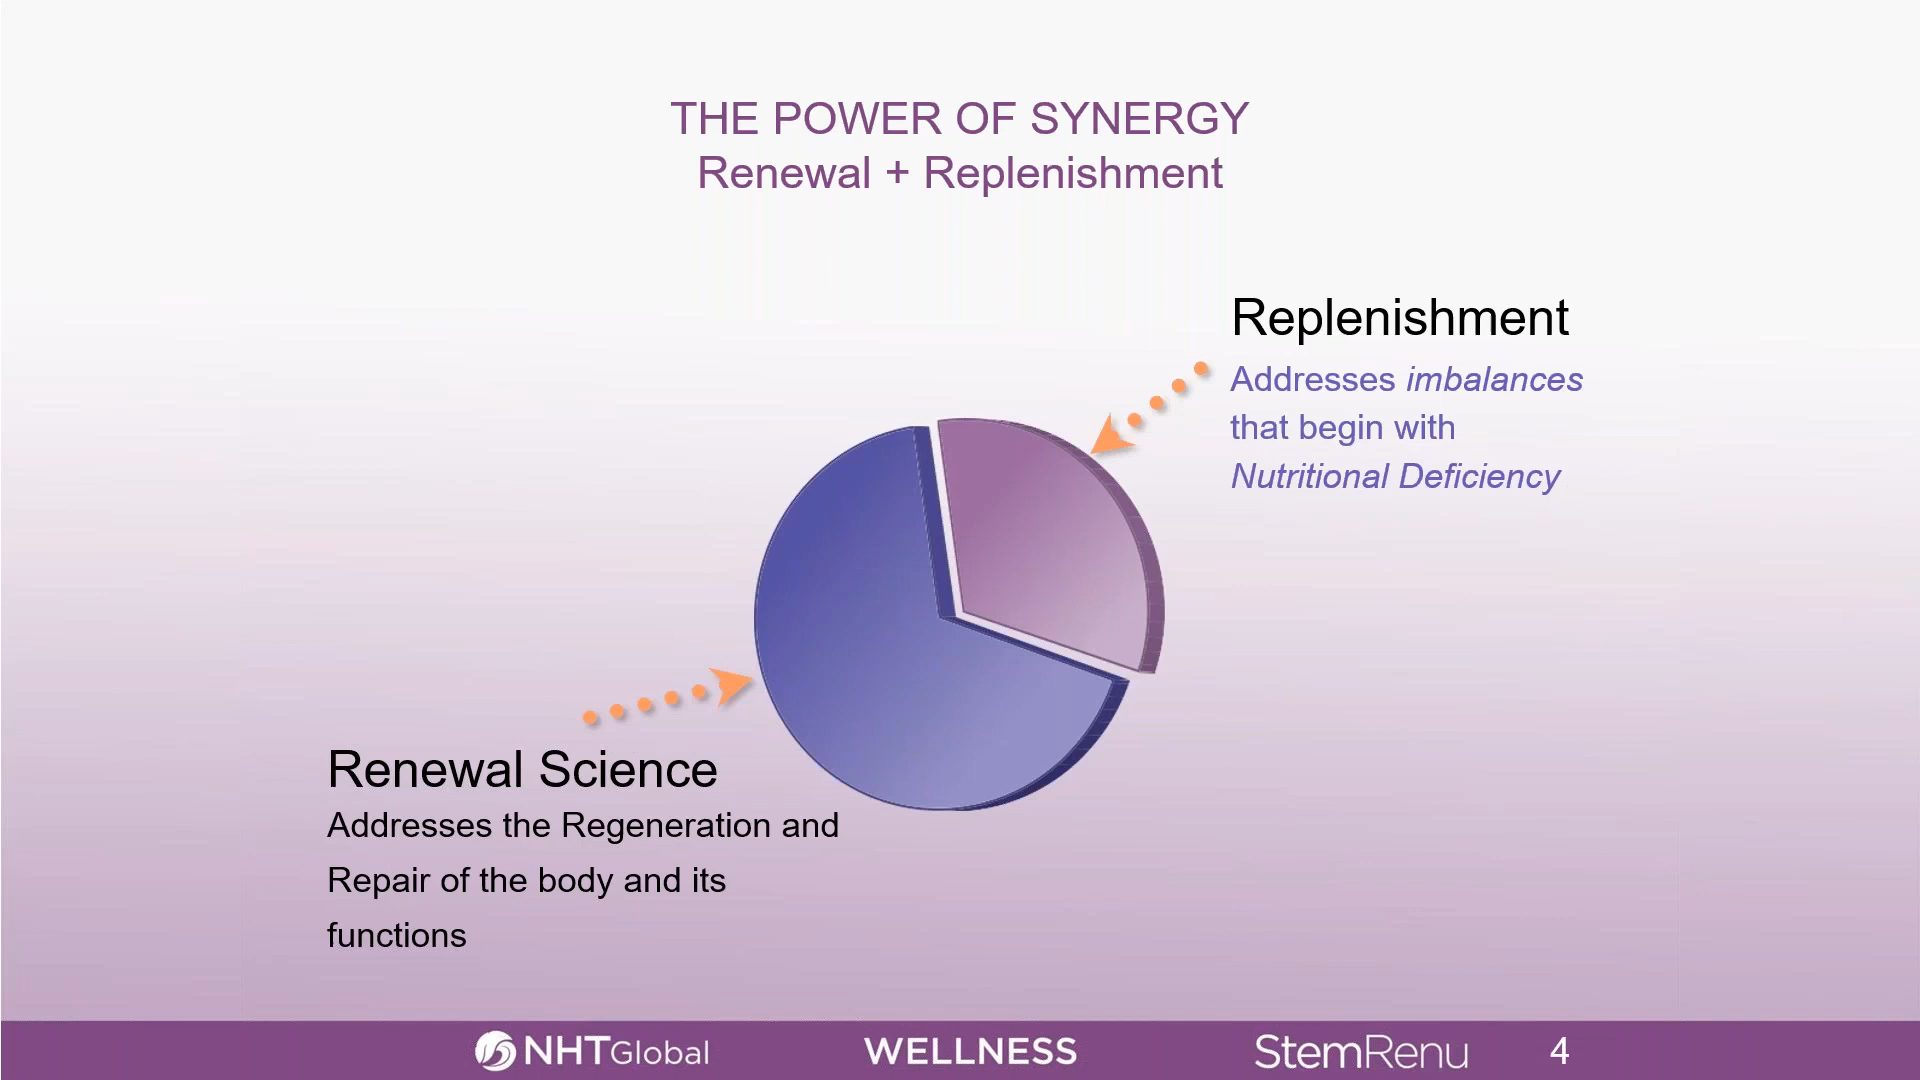 THE POWER OF SYNERGY
Renewal + Replenishment
Replenishment
Addresses imbalances
that begin with
Nutritional Deficiency
Renewal Science
Addresses the Regeneration and
Repair of the body and its
functions
NHTGlobal
WELLNESS
StemRenu
4